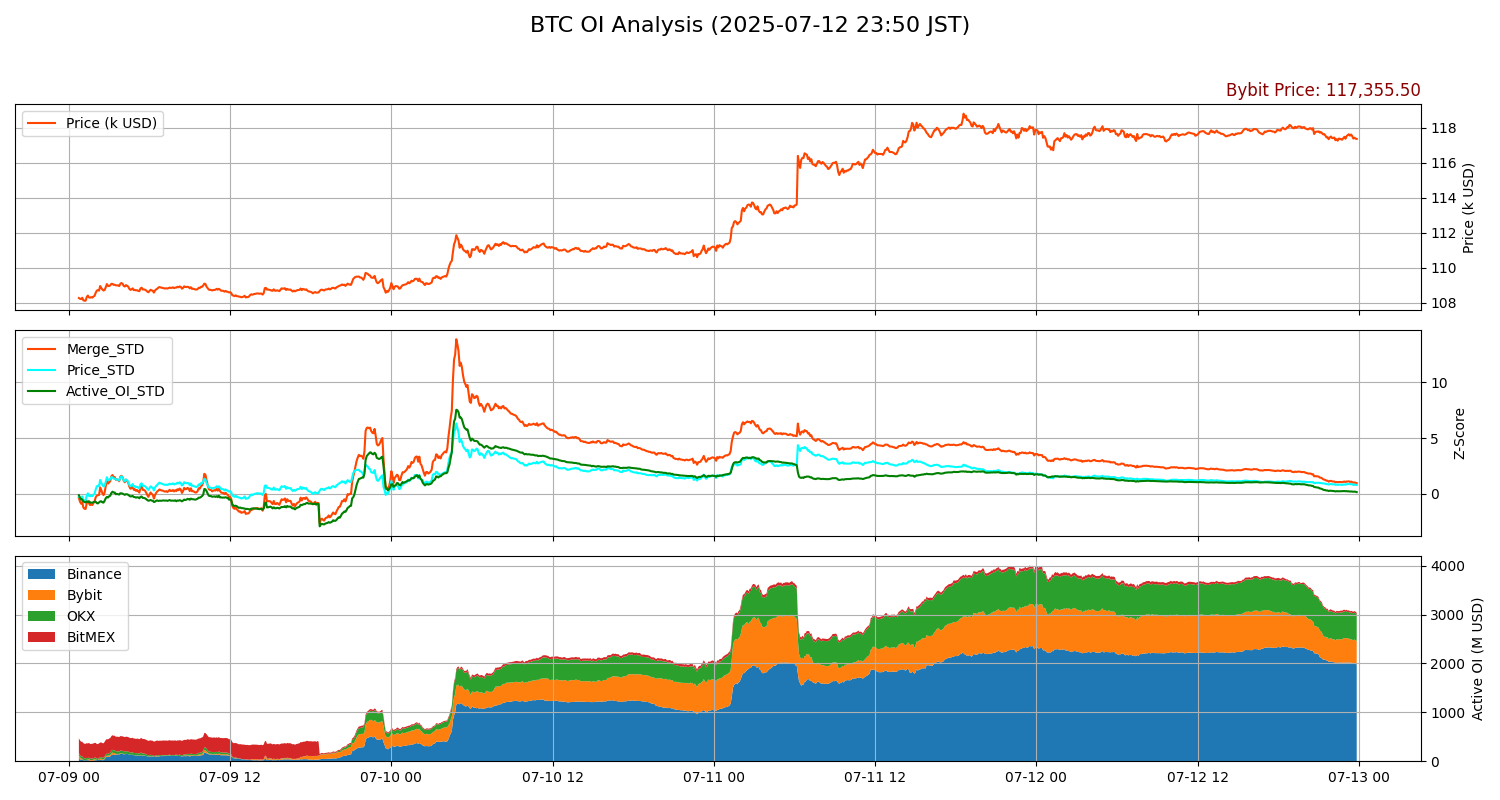 BTC OI Analysis (2025-07-12 23:50 JST)
Bybit Price: 117,355.50
Price (k USD)
118
116
114
112
110
108
Price (k USD)
Merge_STD
Price_STD
Active_OI_STD
10
5
0
Z-Score
Binance
Bybit
OKX
BitMEX
4000
3000
2000
1000
0
Active OI (M USD)
07-09 00
07-09 12
07-10 00
07-10 12
07-11 00
07-11 12
07-12 00
07-12 12
07-13 00